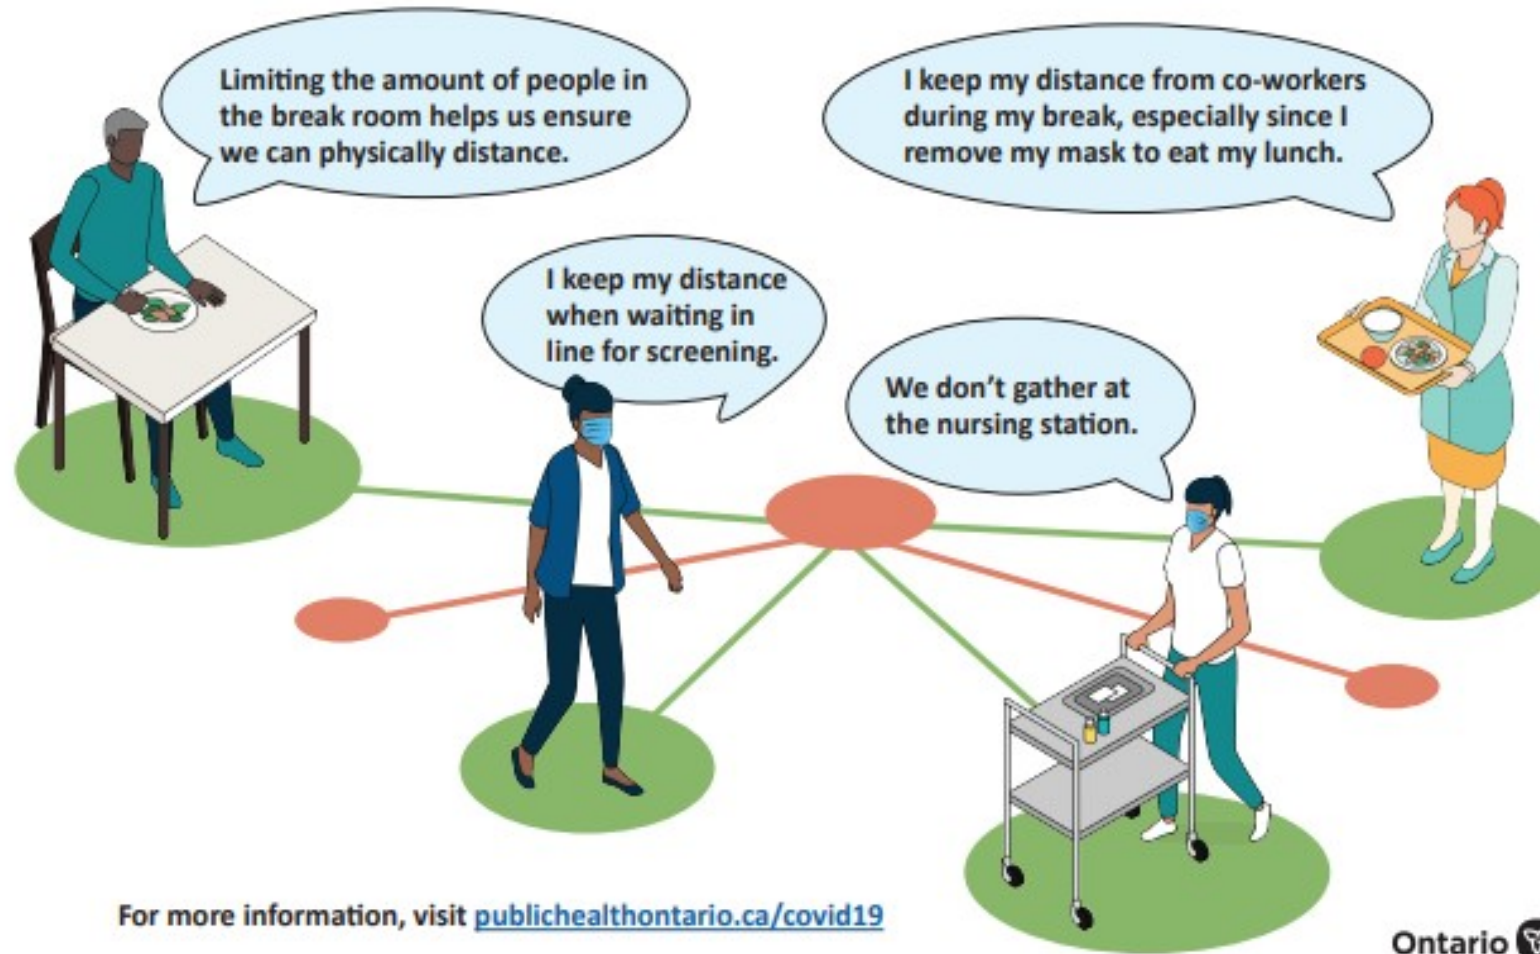 Limiting the amount of people in
the break room helps us ensure
we can physically distance.
I keep my distance from co-workers
during my break, especially since I
remove my mask to eat my lunch.
I keep my distance
when waiting in
line for screening.
We don’t gather at
the nursing station.
For more information, visit publichealthontario.ca/covid19
Ontario